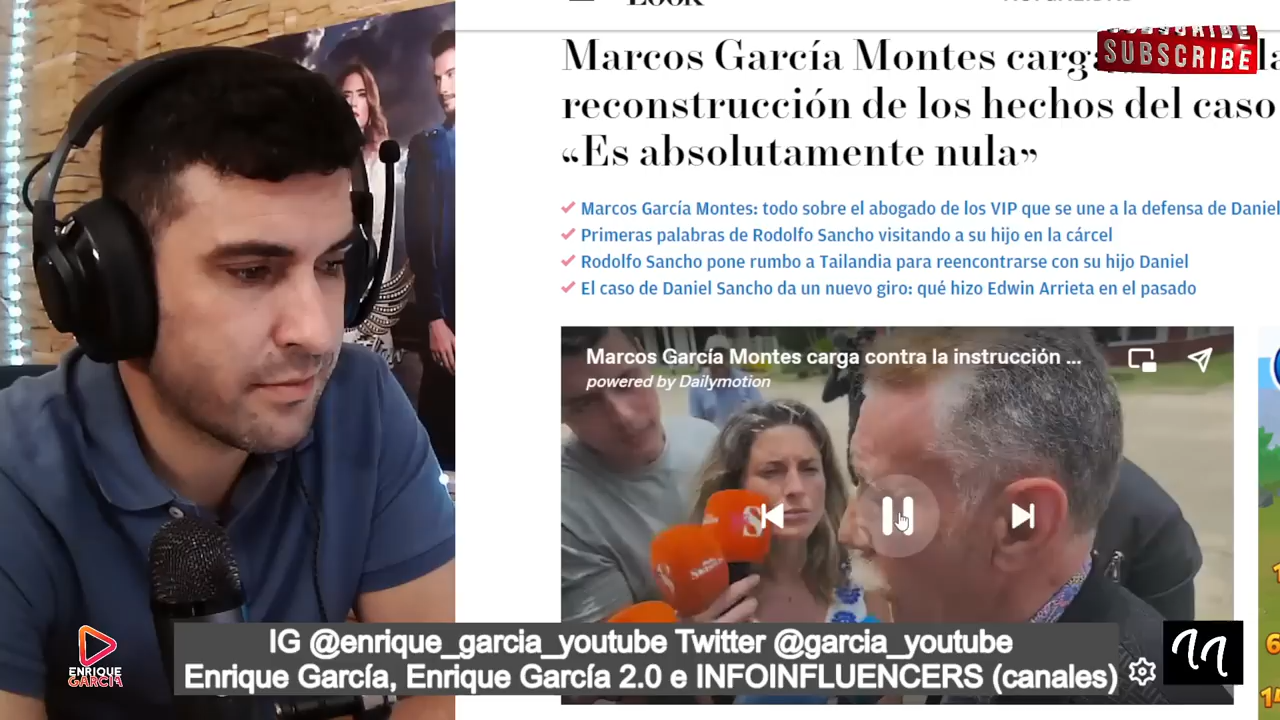 SUBSCRIBE
SUBSCRIBE
Marcos García Montes
reconstrucción de los hechos del caso
«Es absolutamente nula»
Marcos García Montes: todo sobre el abogado de los VIP que se une a la defensa de Daniel
Primeras palabras de Rodolfo Sancho visitando a su hijo en la cárcel
Rodolfo Sancho pone rumbo a Tailandia para reencontrarse con su hijo Daniel
El caso de Daniel Sancho da un nuevo giro: qué hizo Edwin Arrieta en el pasado
Marcos García Montes carga contra la instrucción ...
powered by Dailymotion
IG @enrique_garcia_youtube Twitter @garcia_youtube
Enrique García, Enrique García 2.0 e INFOINFLUENCERS (canales)
ENRIQUE
GARCÍA